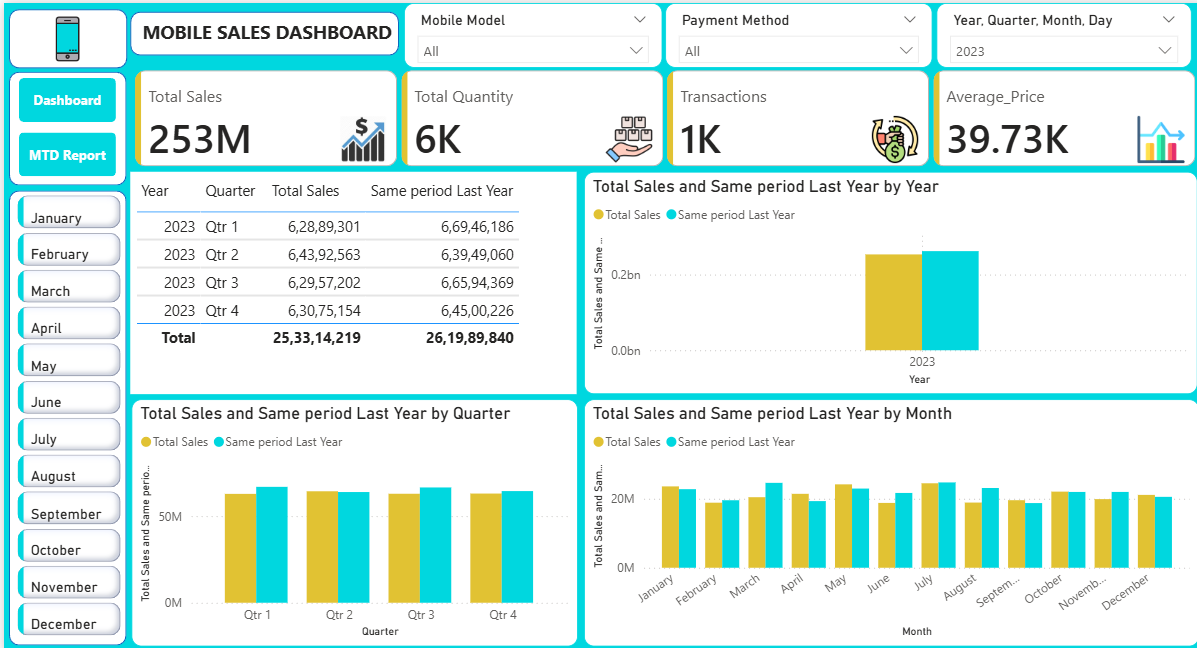 MOBILE SALES DASHBOARD
Mobile Model
All
Payment Method
All
Year, Quarter, Month, Day
2023
Dashboard
MTD Report
Total Sales
253M
$
Total Quantity
6K
Transactions
1K
$
Average_Price
39.73K
January
February
March
April
May
June
July
August
September
October
November
December
Year Quarter Total Sales Same period Last Year
2023 Qtr 1 6,28,89,301 6,69,46,186
2023 Qtr 2 6,43,92,563 6,39,49,060
2023 Qtr 3 6,29,57,202 6,65,94,369
2023 Qtr 4 6,30,75,154 6,45,00,226
Total 25,33,14,219 26,19,89,840
Total Sales and Same period Last Year by Year
Total Sales Same period Last Year
Total Sales and Same ...
0.2bn
0.0bn
2023
Year
Total Sales and Same period Last Year by Quarter
Total Sales Same period Last Year
Total Sales and Same perio...
50M
0M
Qtr 1 Qtr 2 Qtr 3 Qtr 4
Quarter
Total Sales and Same period Last Year by Month
Total Sales Same period Last Year
Total Sales and Sam...
20M
0M
January February March April May June July August Septem... October Novemb... December
Month